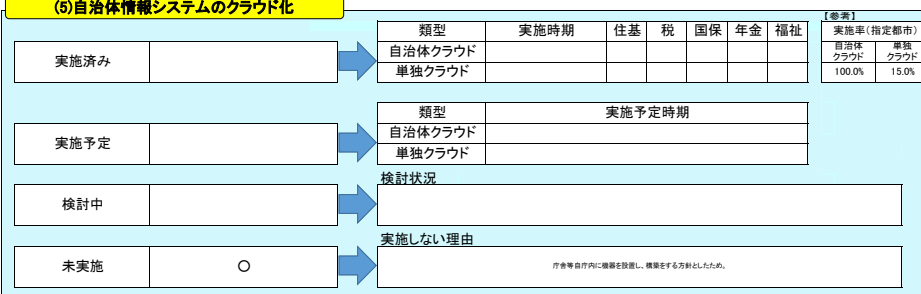 (5)自治体情報システムのクラウド化
【参考】
類型 実施時期 住基 税 国保 年金 福祉
実施率(指定都市)
実施済み
自治体クラウド
単独クラウド
自治体クラウド 単独クラウド
100.0% 15.0%
類型 実施予定時期
実施予定
自治体クラウド
単独クラウド
検討状況
検討中
実施しない理由
未実施 ○
庁舎等自庁内に機器を設置し、構築をする方針としたため。